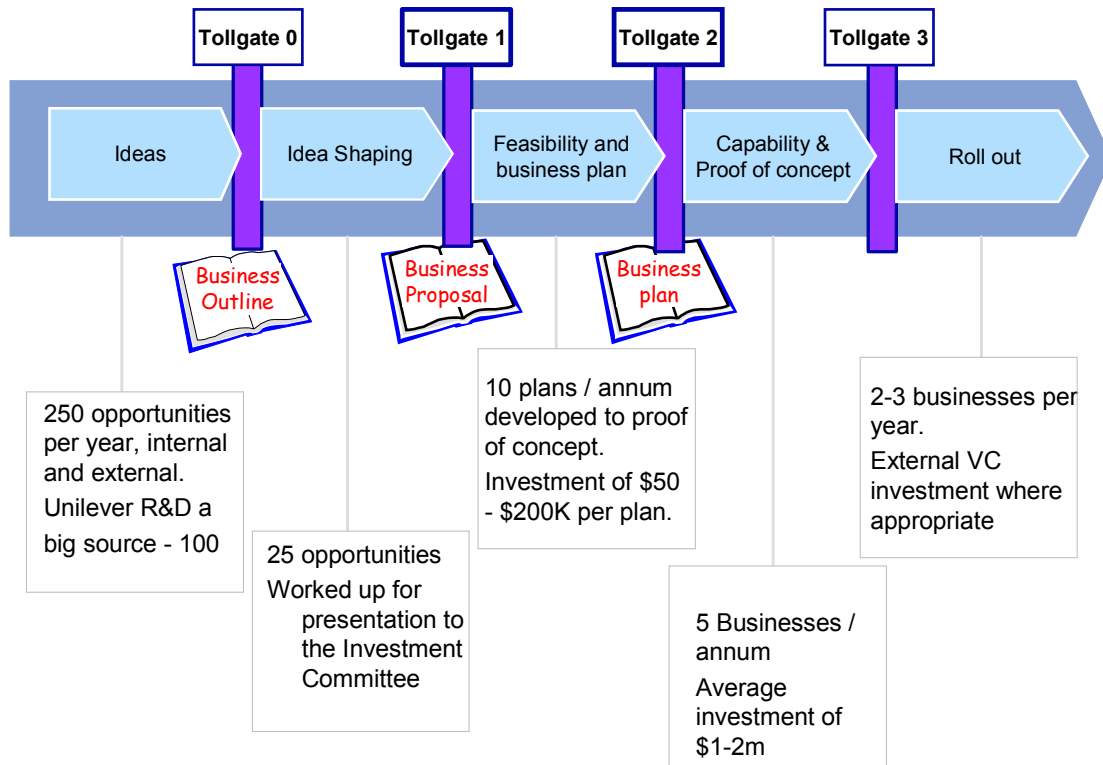 Tollgate 0
Tollgate 1
Tollgate 2
Tollgate 3
Ideas
Idea Shaping
Feasibility and
business plan
Capability &
Proof of concept
Roll out
Business
Outline
Business
Proposal
Business
plan
250 opportunities
per year, internal
and external.
Unilever R&D a
big source - 100
25 opportunities
Worked up for
presentation to
the Investment
Committee
10 plans / annum
developed to proof
of concept.
Investment of $50
- $200K per plan.
5 Businesses /
annum
Average
investment of
$1-2m
2-3 businesses per
year.
External VC
investment where
appropriate